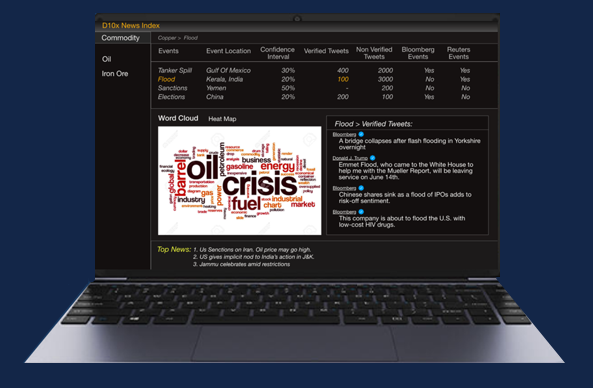 D10x News Index
Commodity
Copper > Flood
Oil
Iron Ore
Events Event Location Confidence Interval Verified Tweets Non Verified Tweets Bloomberg Events Reuters Events
Tanker Spill Gulf Of Mexico 30% 400 2000 Yes Yes
Flood Kerala, India 20% 100 3000 No Yes
Sanctions Yemen 50% - 200 No No
Elections China 20% 200 100 Yes No
Word Cloud Heat Map
oil
crisis
fuel
energy
barrel
business
gasoline
petroleum
global
gas
power
industry
industrial
chart market
stock
Flood > Verified Tweets:
Bloomberg
A bridge collapses after flash flooding in Yorkshire
overnight
Donald J. Trump
Emmet Flood, who came to the White House to
help me with the Mueller Report, will be leaving
service on June 14th.
Bloomberg
Chinese shares sink as a flood of IPOs adds to
risk-off sentiment.
Bloomberg
This company is about to flood the U.S. with
low-cost HIV drugs.
Top News: 1. Us Senctions on Iran. Oil price may go high.
2. US gives implicit nod to India's action in J&K.
3. Jammu celebrates amid restrictions